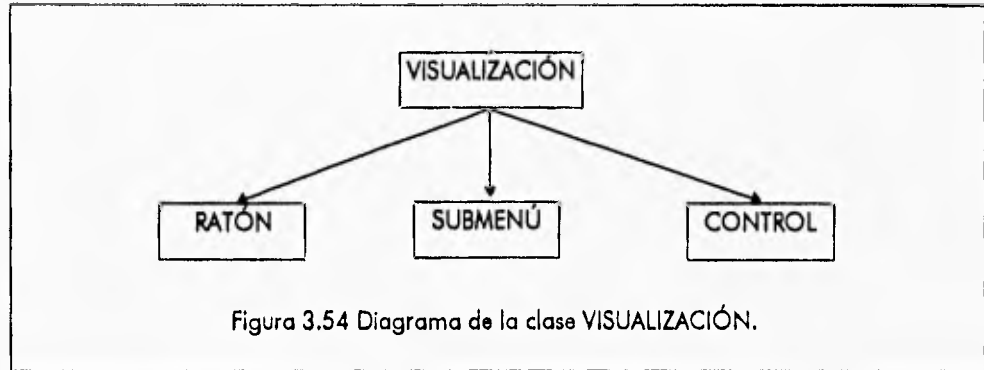 VISUALIZACIÓN
RATÓN
SUBMENÚ
CONTROL
Figura 3.54 Diagrama de la clase VISUALIZACIÓN.